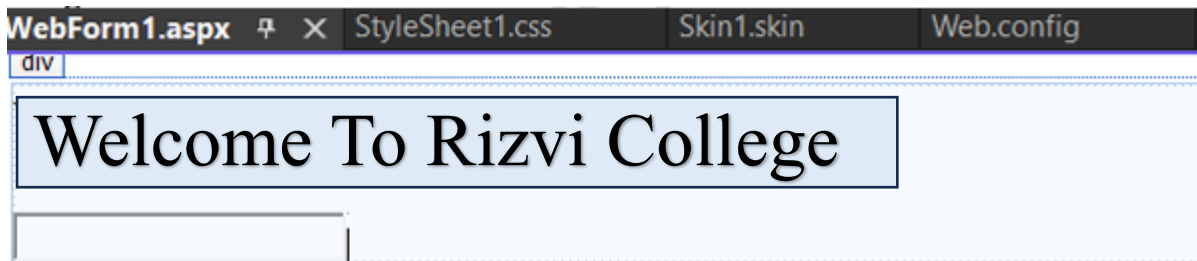 WebForm1.aspx StyleSheet1.css Skin1.skin Web.config
div
Welcome To Rizvi College